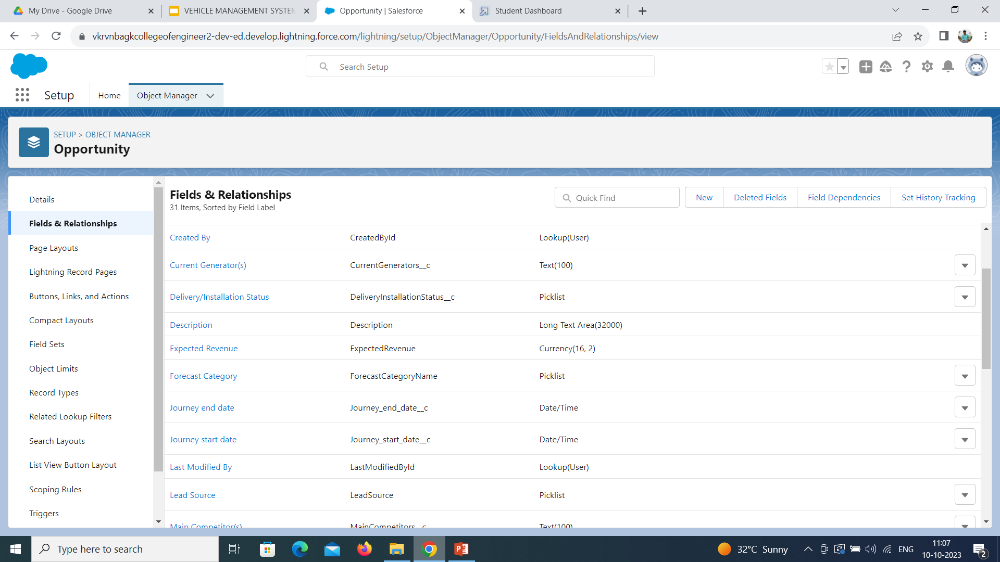 My Drive - Google Drive
VEHICLE MANAGEMENT SYSTEM
Opportunity | Salesforce
Student Dashboard
vkrvnbagkcollegeofengineer2-dev-ed.develop.lightning.force.com/lightning/setup/ObjectManager/Opportunity/FieldsAndRelationships/view
Search Setup
Setup
Home
Object Manager
SETUP > OBJECT MANAGER
Opportunity
Details
Fields & Relationships
Page Layouts
Lightning Record Pages
Buttons, Links, and Actions
Compact Layouts
Field Sets
Object Limits
Record Types
Related Lookup Filters
Search Layouts
List View Button Layout
Scoping Rules
Triggers
Fields & Relationships
31 Items, Sorted by Field Label
Quick Find
New
Deleted Fields
Field Dependencies
Set History Tracking
Created By CreatedById Lookup(User)
Current Generator(s) CurrentGenerators__c Text(100)
Delivery/Installation Status DeliveryInstallationStatus__c Picklist
Description Description Long Text Area(32000)
Expected Revenue ExpectedRevenue Currency(16, 2)
Forecast Category ForecastCategoryName Picklist
Journey end date Journey_end_date__c Date/Time
Journey start date Journey_start_date__c Date/Time
Last Modified By LastModifiedById Lookup(User)
Lead Source LeadSource Picklist
Main Competitor(s) MainCompetitors__c Text(100)
Type here to search
32°C Sunny
ENG
11:07
10-10-2023
2